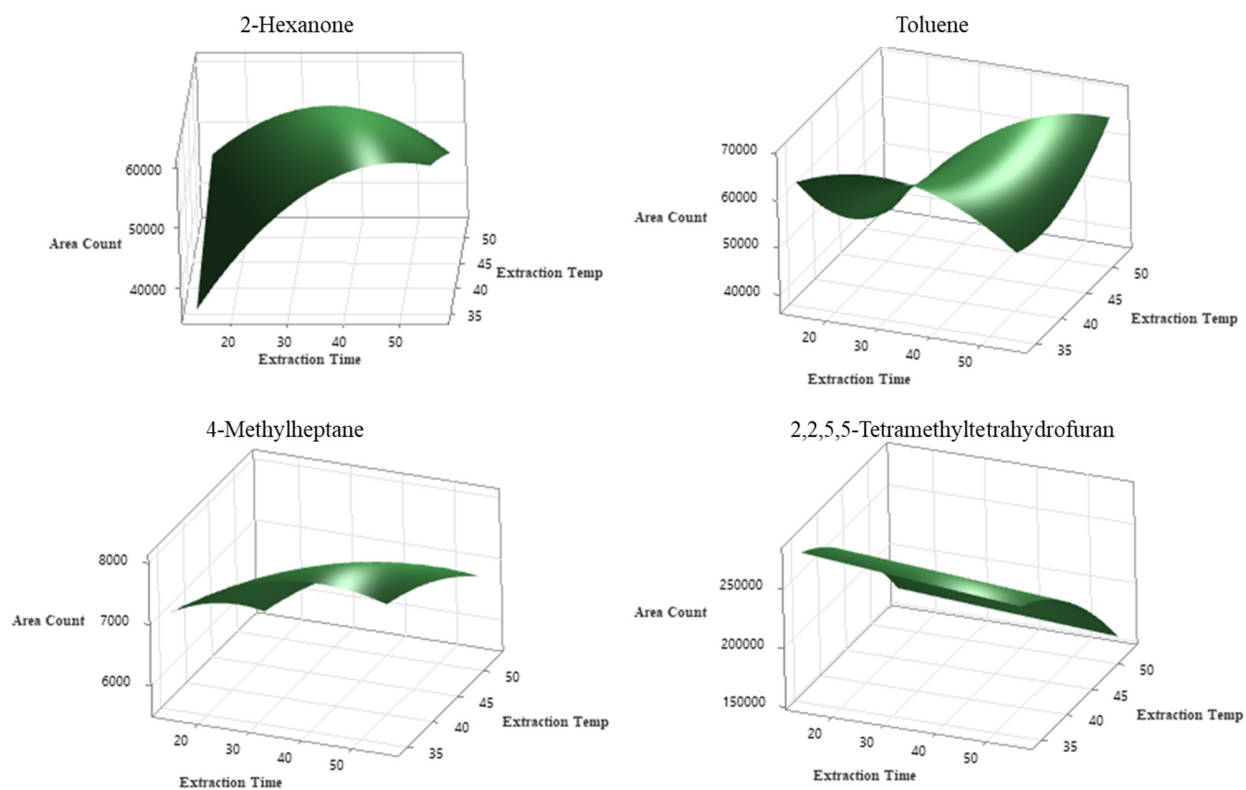 2-Hexanone
60000
50000
Area Count
40000
20
30
40
50
Extraction Time
50
45
Extraction Temp
40
35
Toluene
70000
60000
Area Count
50000
40000
20
30
40
50
Extraction Time
50
45
Extraction Temp
40
35
4-Methylheptane
8000
7000
Area Count
6000
20
30
40
50
Extraction Time
50
45
Extraction Temp
40
35
2,2,5,5-Tetramethyltetrahydrofuran
250000
Area Count
200000
150000
20
30
40
50
Extraction Time
50
45
Extraction Temp
40
35